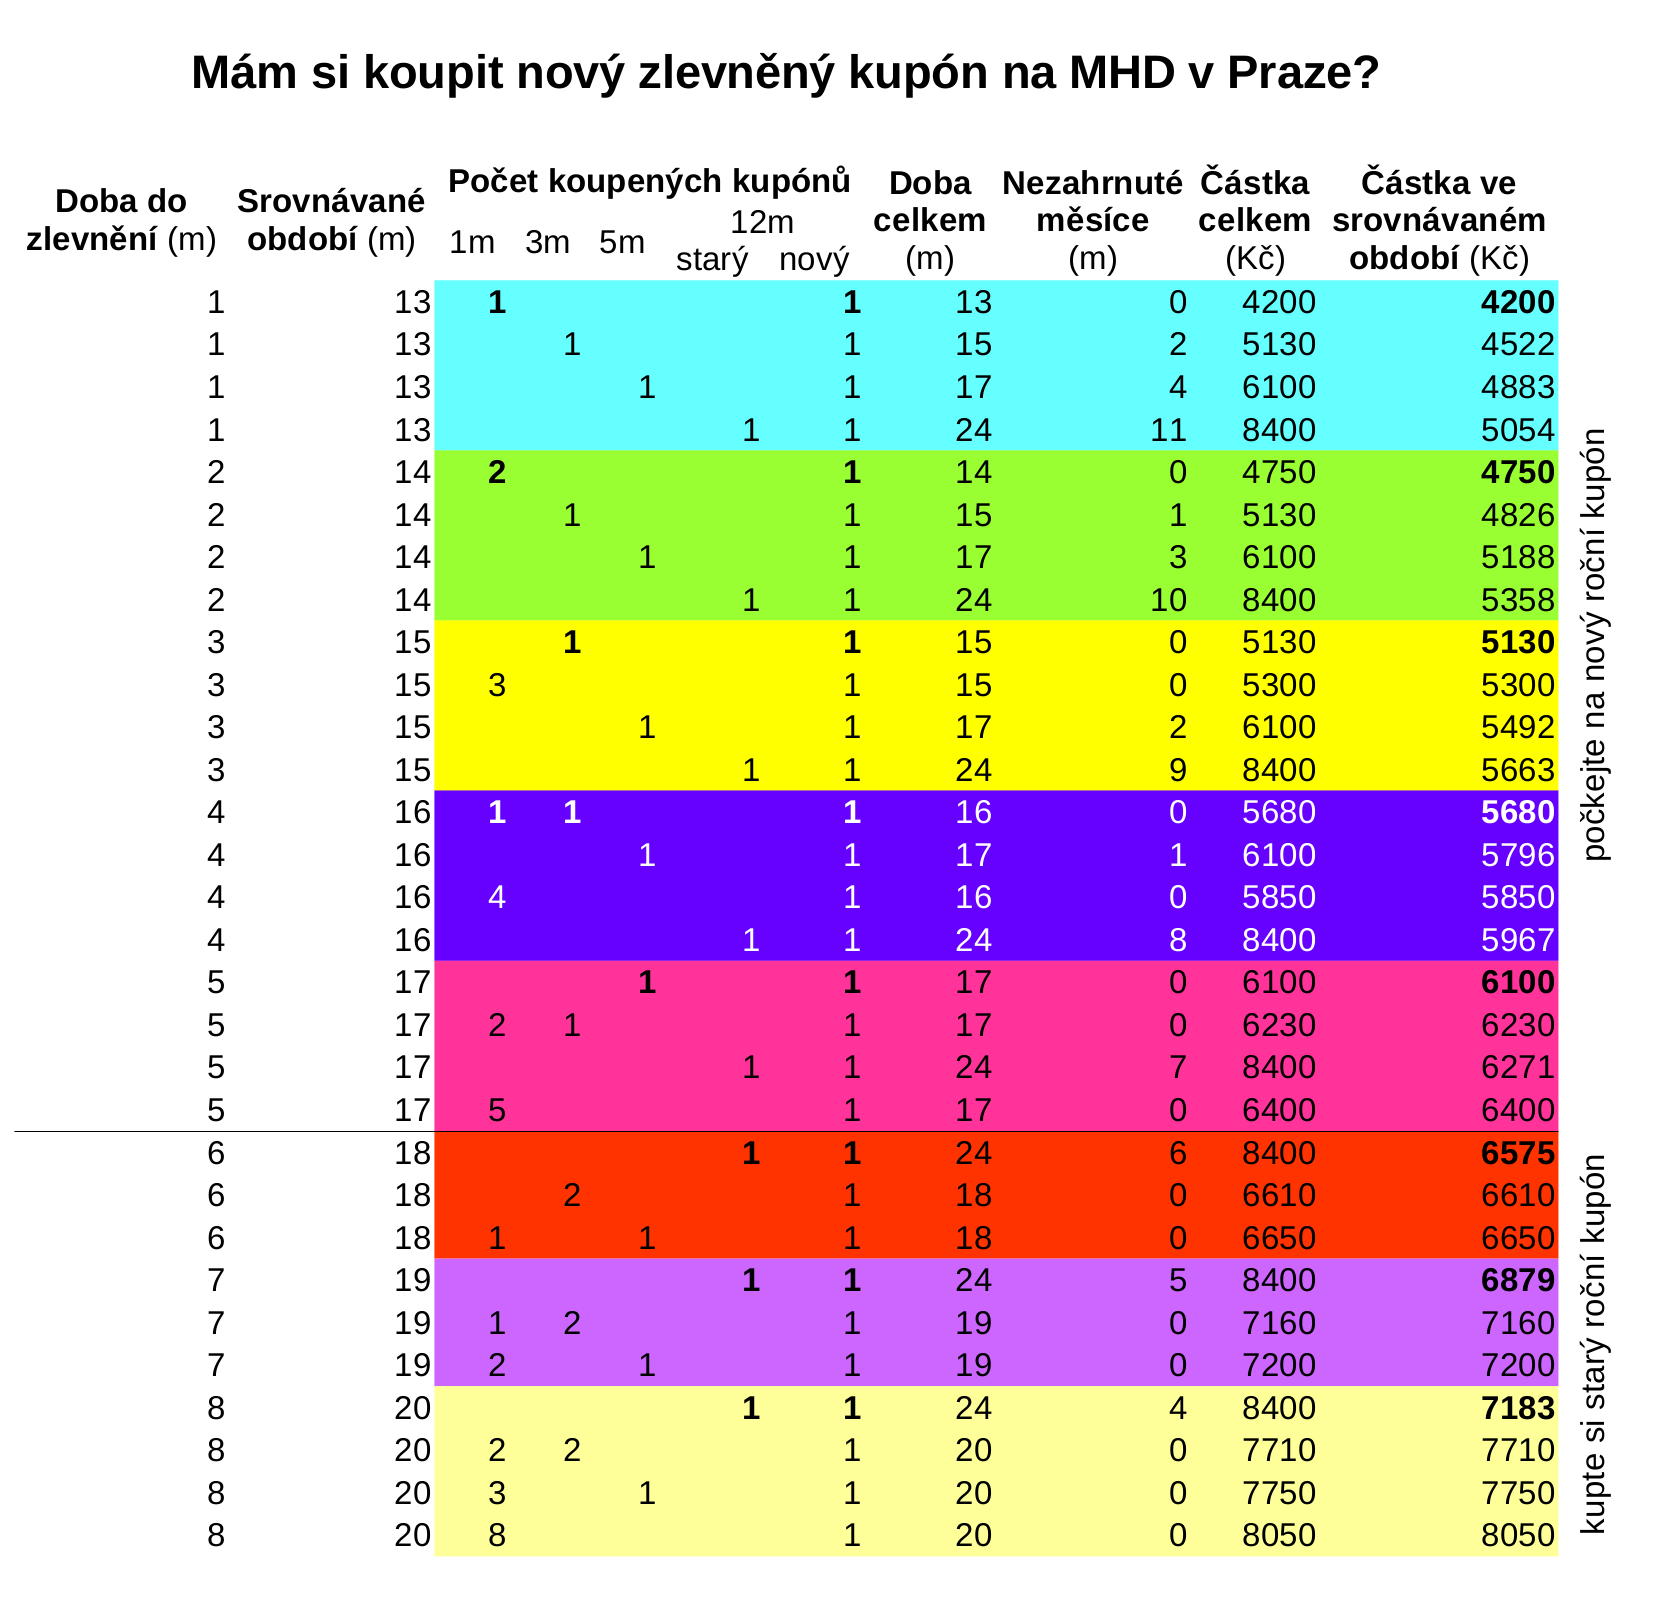 Mám si koupit nový zlevněný kupón na MHD v Praze?
Doba do zlevnění (m)
Srovnávané období (m)
Počet koupených kupónů
1m 3m 5m 12m starý nový
Doba celkem (m)
Nezahrnuté měsíce (m)
Částka celkem (Kč)
Částka ve srovnávaném období (Kč)
1 13 1 1 13 0 4200 4200
1 13 1 1 15 2 5130 4522
1 13 1 1 17 4 6100 4883
1 13 1 1 24 11 8400 5054
2 14 2 1 14 0 4750 4750
2 14 1 1 15 1 5130 4826
2 14 1 1 17 3 6100 5188
2 14 1 1 24 10 8400 5358
3 15 1 1 15 0 5130 5130
3 15 3 1 15 0 5300 5300
3 15 1 1 17 2 6100 5492
3 15 1 1 24 9 8400 5663
4 16 1 1 1 16 0 5680 5680
4 16 1 1 17 1 6100 5796
4 16 4 1 16 0 5850 5850
4 16 1 1 24 8 8400 5967
5 17 1 1 17 0 6100 6100
5 17 2 1 1 17 0 6230 6230
5 17 1 1 24 7 8400 6271
5 17 5 1 17 0 6400 6400
6 18 1 1 24 6 8400 6575
6 18 2 1 18 0 6610 6610
6 18 1 1 1 18 0 6650 6650
7 19 1 1 24 5 8400 6879
7 19 1 2 1 19 0 7160 7160
7 19 2 1 1 19 0 7200 7200
8 20 1 1 24 4 8400 7183
8 20 2 2 1 20 0 7710 7710
8 20 3 1 1 20 0 7750 7750
8 20 8 1 20 0 8050 8050
počkejte na nový roční kupón
kupte si starý roční kupón